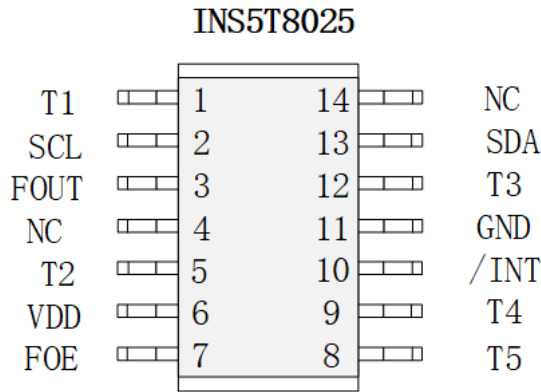 INS5T8025
T1 1 14 NC
SCL 2 13 SDA
FOUT 3 12 T3
NC 4 11 GND
T2 5 10 /INT
VDD 6 9 T4
FOE 7 8 T5